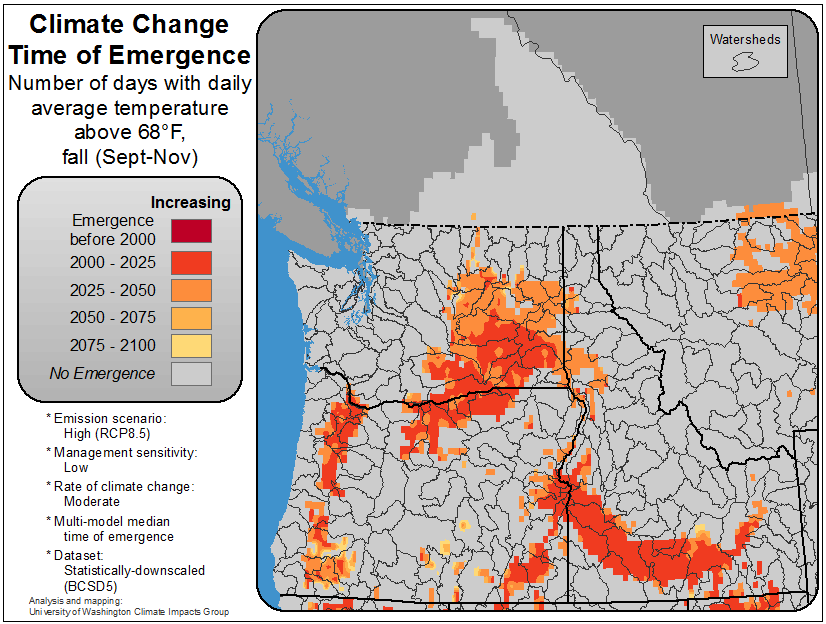 Climate Change
Time of Emergence
Number of days with daily
average temperature
above 68°F,
fall (Sept-Nov)
Increasing
Emergence
before 2000
2000 - 2025
2025 - 2050
2050 - 2075
2075 - 2100
No Emergence
* Emission scenario:
High (RCP8.5)
* Management sensitivity:
Low
* Rate of climate change:
Moderate
* Multi-model median
time of emergence
* Dataset:
Statistically-downscaled
(BCSD5)
Analysis and mapping:
University of Washington Climate Impacts Group
Watersheds